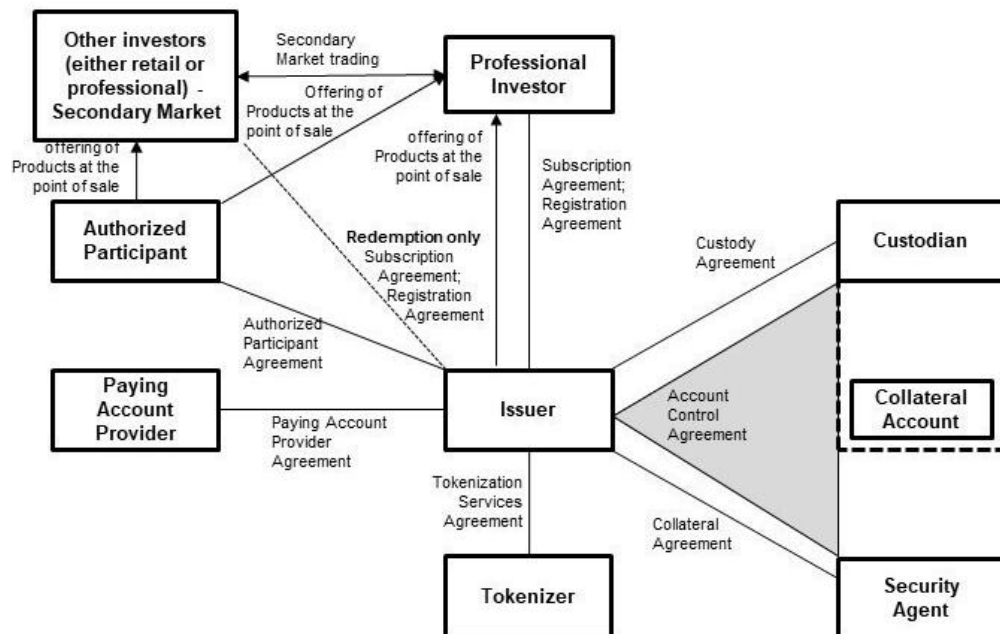 Other investors
(either retail or
professional) -
Secondary Market
Secondary
Market trading
Professional
Investor
Offering of
Products at the
point of sale
offering of
Products at the
point of sale
offering of
Products at the
point of sale
Subscription
Agreement;
Registration
Agreement
Authorized
Participant
Redemption only
Subscription
Agreement;
Registration
Agreement
Custody
Agreement
Custodian
Authorized
Participant
Agreement
Paying
Account
Provider
Paying Account
Provider
Agreement
Issuer
Account
Control
Agreement
Collateral
Account
Tokenization
Services
Agreement
Collateral
Agreement
Tokenizer
Security
Agent